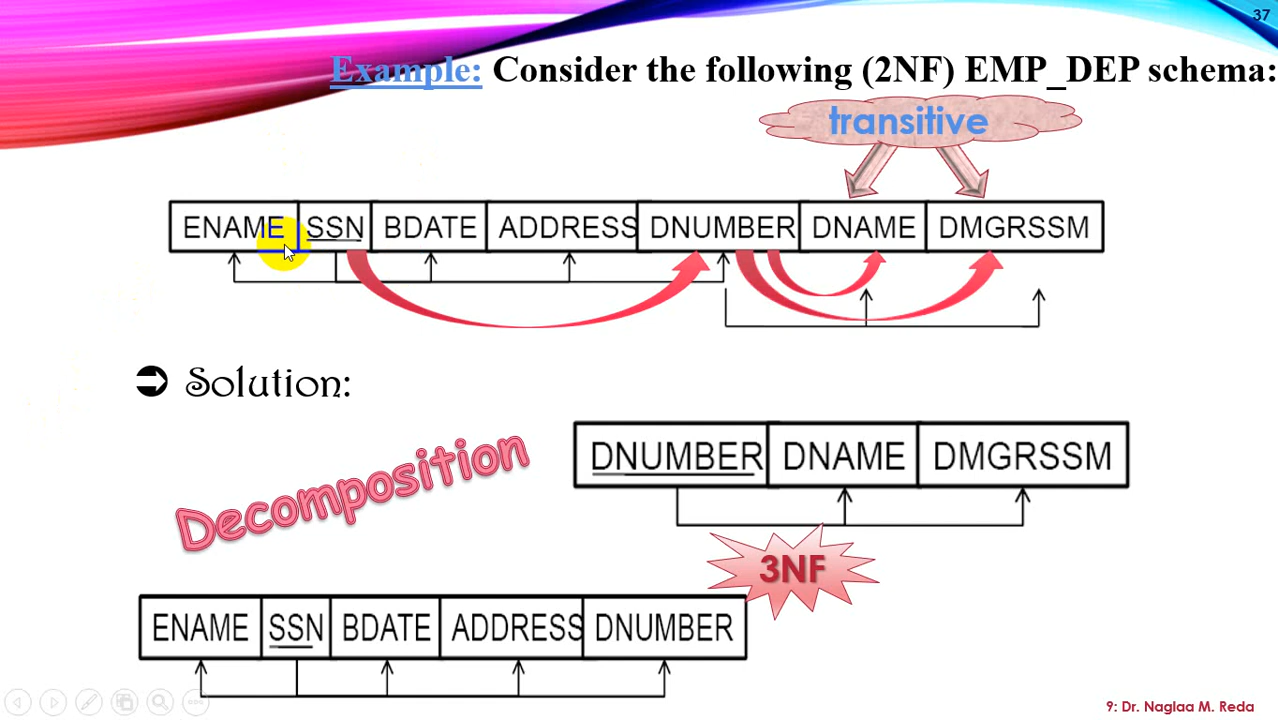 37
Example: Consider the following (2NF) EMP_DEP schema:
transitive
ENAME SSN BDATE ADDRESS DNUMBER DNAME DMGRSSM
➲ Solution:
Decomposition
DNUMBER DNAME DMGRSSM
3NF
ENAME SSN BDATE ADDRESS DNUMBER
9: Dr. Naglaa M. Reda